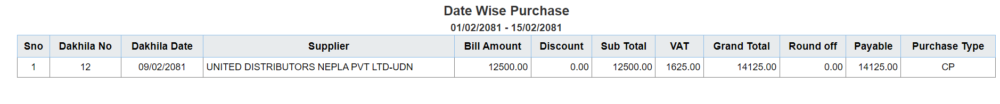 Date Wise Purchase
01/02/2081 - 15/02/2081
Sno Dakhila No Dakhila Date Supplier Bill Amount Discount Sub Total VAT Grand Total Round off Payable Purchase Type
1 12 09/02/2081 UNITED DISTRIBUTORS NEPLA PVT LTD-UDN 12500.00 0.00 12500.00 1625.00 14125.00 0.00 14125.00 CP